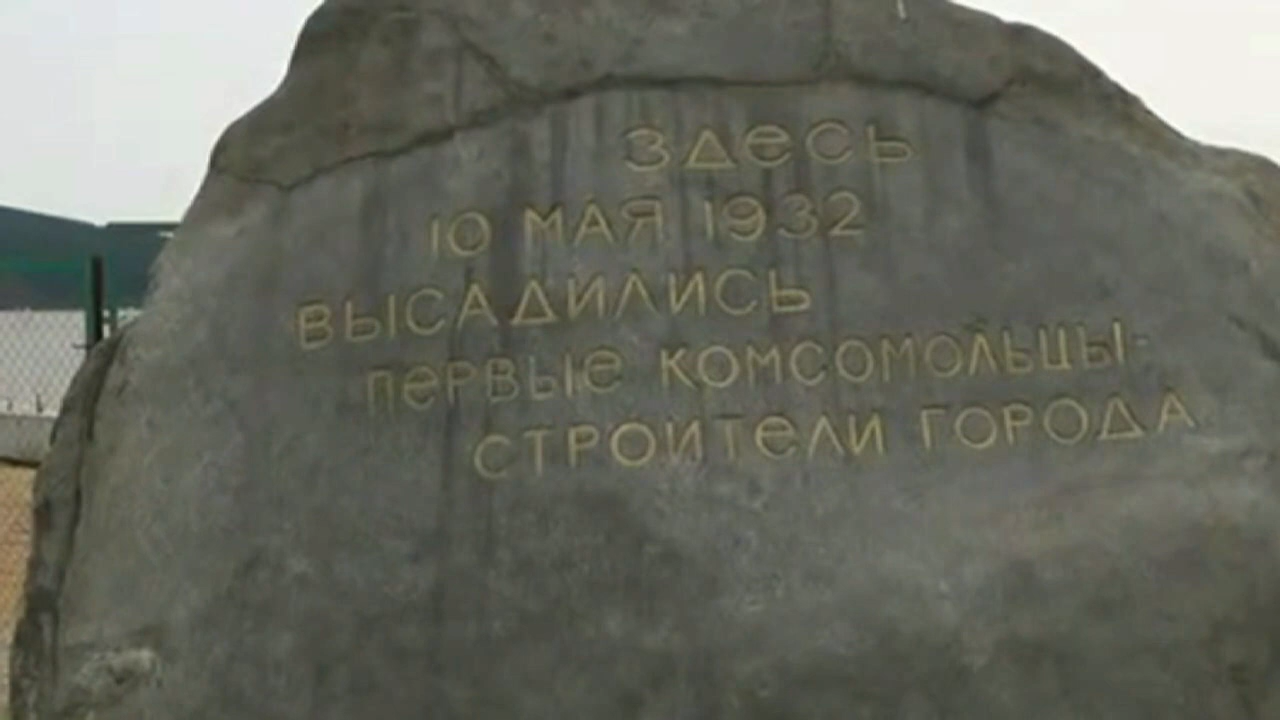 ЗДеСЬ
10 МАЯ 1932
ВЫСАДИЛИСЬ
ПеРВЫе КОМСОМОЛЬЦЫ-
СТРОИТеЛИ ГОРОДА.